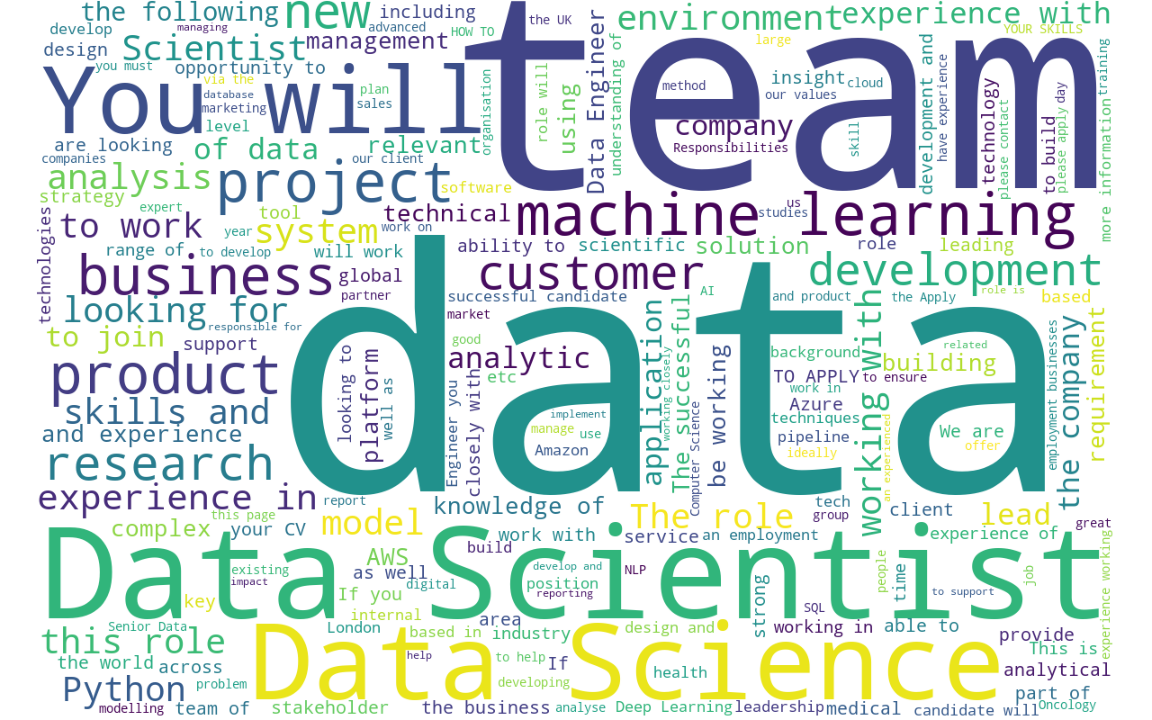 the following
new
including
team
the UK
environment
experience with
develop
managing
advanced
HOW TO
YOUR SKILLS
design
Scientist
management
large
you must
opportunity to
You will
via the
database
marketing
plan
sales
level
organisation
role will
using
Data Engineer
understanding of
method
insight
cloud
our values
company
Responsibilities
skill
development and
have experience
technology
please contact
to build
please apply
day
training
more information
are looking
of data
relevant
companies
our client
analysis
project
software
strategy
expert
tool
technical
machine learning
us
studies
technologies
to work
year
system
work on
range of
to develop
will work
ability to
scientific
solution
role
leading
business
global
customer
AI
development
partner
successful candidate
and product
the Apply
role is
based
looking for
market
responsible for
to join
support
good
data
looking to
platform
well as
analytic
etc
closely with
Engineer you
application
working closely
The successful
Computer Science
be working
background
TO APPLY
to ensure
work in
Azure
techniques
pipeline
ideally
working with
an experienced
related
building
We are
offer
employment businesses
the company
requirement
product
skills and
implement
manage
use
Amazon
and experience
research
experience in
report
knowledge of
tech
group
client
lead
great
this page
complex
your CV
model
The role
work with
service
an employment
experience of
build
AWS
Data Scientist
existing
impact
as well
digital
develop and
position
reporting
NLP
If you
key
internal
strong
SQL
people
time
to support
job
experience working
Senior Data
London
area
based in
industry
design and
working in
able to
provide
this role
This is
the world
across
Data Science
help
to help
If
health
analytical
Python
problem
developing
part of
modelling
team of
stakeholder
the business
analyse
Deep Learning
leadership
medical
candidate will
Oncology